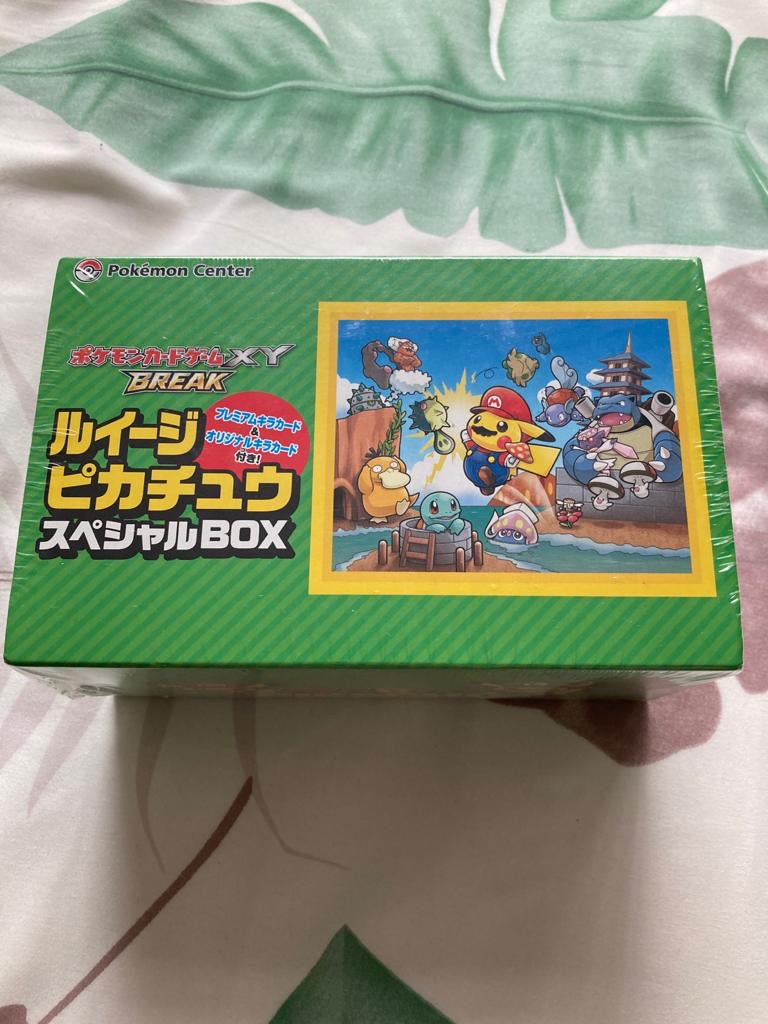 Pokémon Center
ポケモンカードゲーム XY
BREAK
プレミアムキラカード
&
オリジナルキラカード
付き!
ルイージ
ピカチュウ
スペシャルBOX